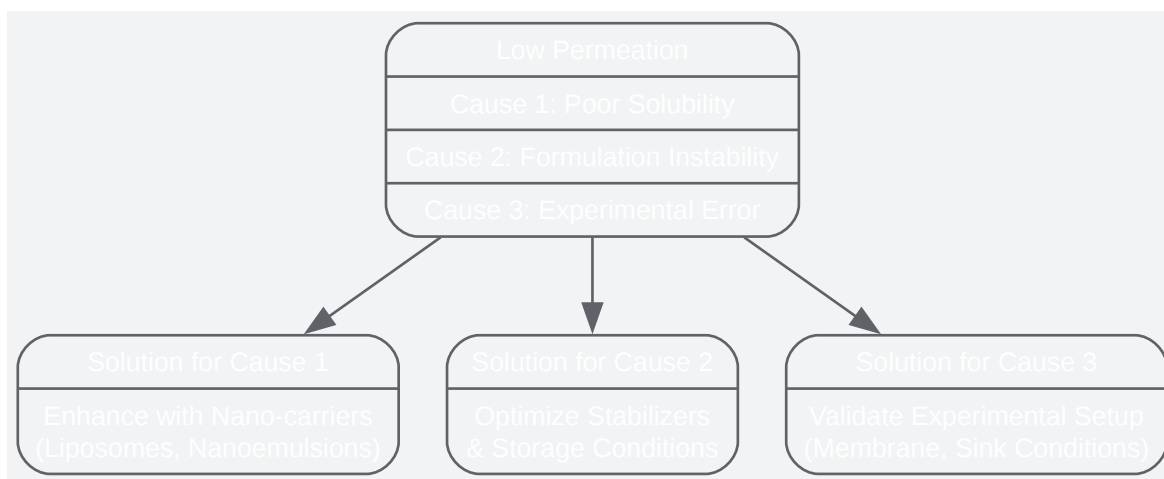 Low Permeation
Cause 1: Poor Solubility
Cause 2: Formulation Instability
Cause 3: Experimental Error
Solution for Cause 1
Enhance with Nano-carriers
(Liposomes, Nanoemulsions)
Solution for Cause 2
Optimize Stabilizers
& Storage Conditions
Solution for Cause 3
Validate Experimental Setup
(Membrane, Sink Conditions)